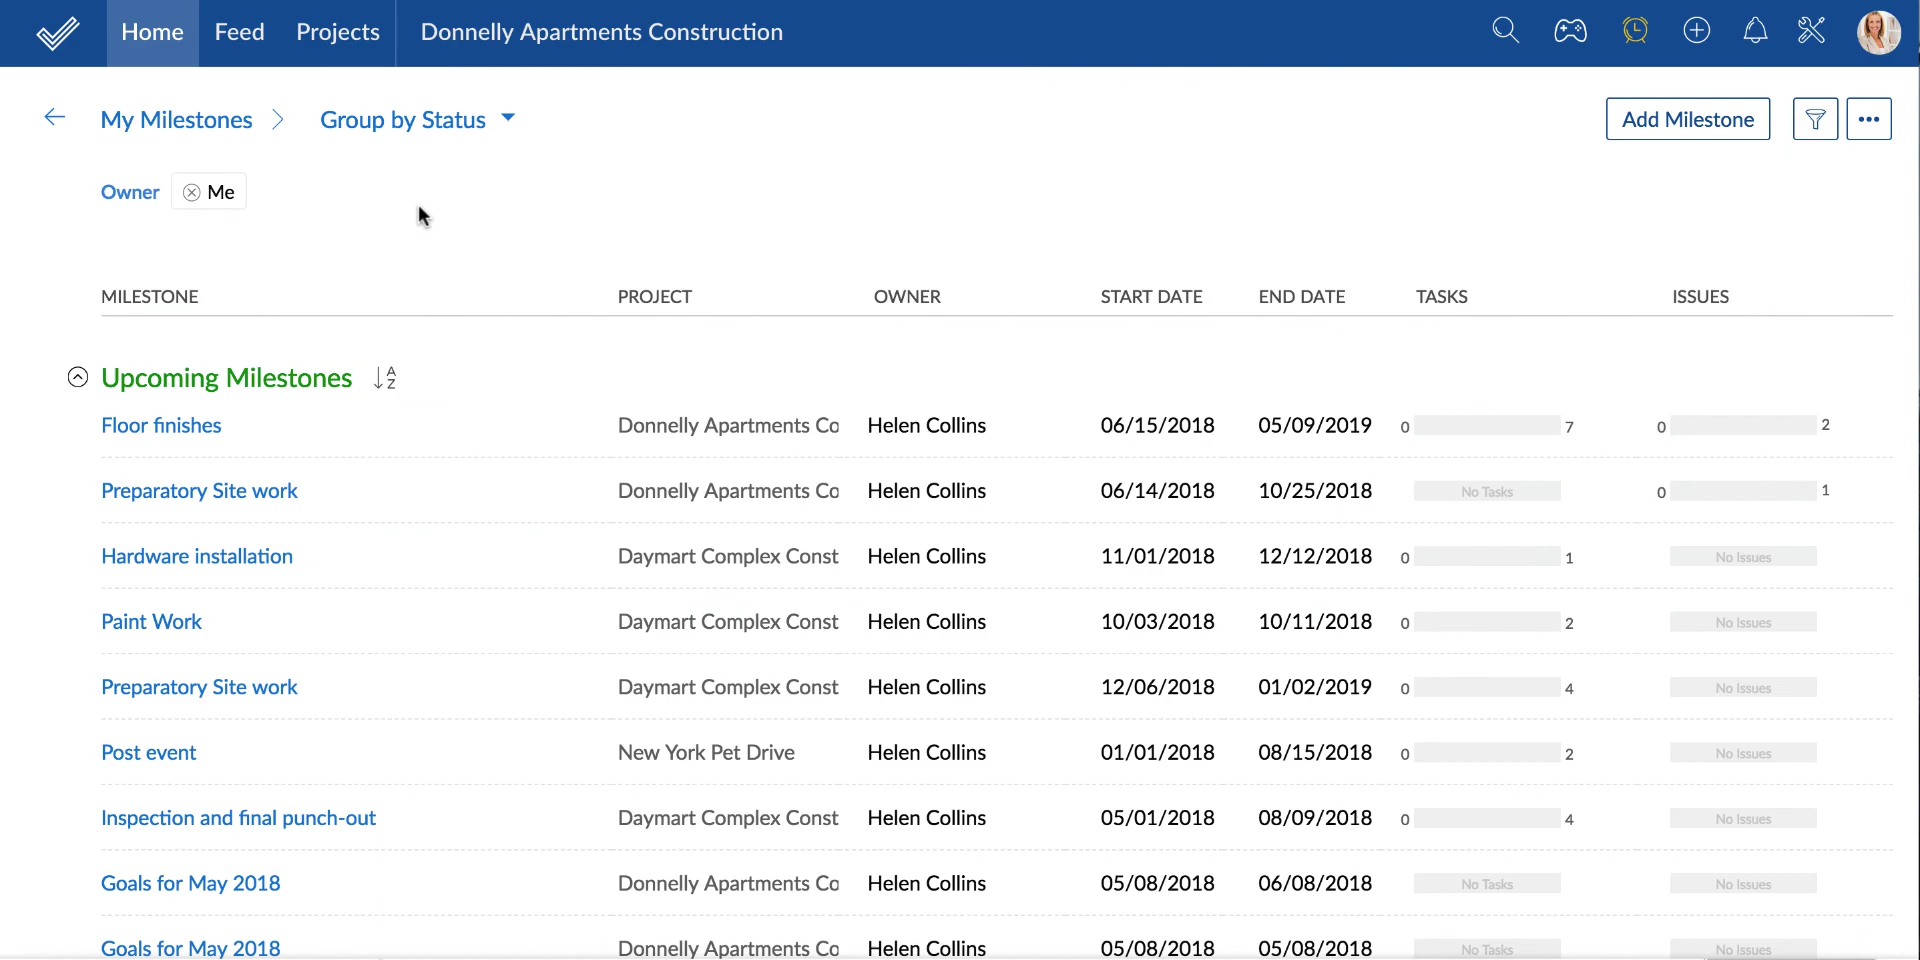 Home Feed Projects Donnelly Apartments Construction
My Milestones Group by Status Add Milestone
Owner Me
MILESTONE PROJECT OWNER START DATE END DATE TASKS ISSUES
Upcoming Milestones A Z
Floor finishes Donnelly Apartments Co Helen Collins 06/15/2018 05/09/2019 0 7 0 2
Preparatory Site work Donnelly Apartments Co Helen Collins 06/14/2018 10/25/2018 No Tasks 0 1
Hardware installation Daymart Complex Const Helen Collins 11/01/2018 12/12/2018 0 1 No Issues
Paint Work Daymart Complex Const Helen Collins 10/03/2018 10/11/2018 0 2 No Issues
Preparatory Site work Daymart Complex Const Helen Collins 12/06/2018 01/02/2019 0 4 No Issues
Post event New York Pet Drive Helen Collins 01/01/2018 08/15/2018 0 2 No Issues
Inspection and final punch-out Daymart Complex Const Helen Collins 05/01/2018 08/09/2018 0 4 No Issues
Goals for May 2018 Donnelly Apartments Co Helen Collins 05/08/2018 06/08/2018 No Tasks No Issues
Goals for May 2018 Donnelly Apartments Co Helen Collins 05/08/2018 05/08/2018 No Tasks No Issues